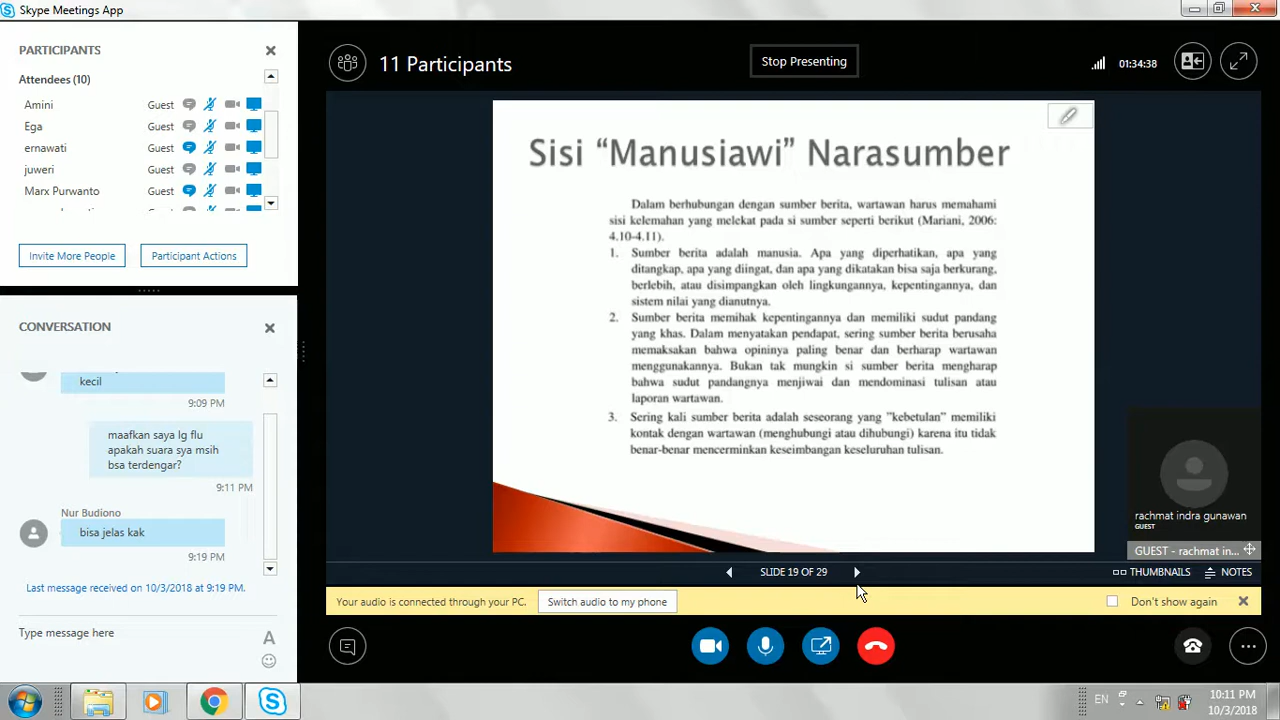 Skype Meetings App
PARTICIPANTS
Attendees (10)
Amini Guest
Ega Guest
ernawati Guest
juweri Guest
Marx Purwanto Guest
Invite More People
Participant Actions
CONVERSATION
kecil
9:09 PM
maafkan saya lg flu
apakah suara sya msih
bsa terdengar?
9:11 PM
Nur Budiono
bisa jelas kak
9:19 PM
Last message received on 10/3/2018 at 9:19 PM.
Type message here
A
11 Participants
Stop Presenting
01:34:38
Sisi “Manusiawi” Narasumber
Dalam berhubungan dengan sumber berita, wartawan harus memahami
sisi kelemahan yang melekat pada si sumber seperti berikut (Mariani, 2006:
4.10-4.11).
1. Sumber berita adalah manusia. Apa yang diperhatikan, apa yang
ditangkap, apa yang diingat, dan apa yang dikatakan bisa saja berkurang,
berlebih, atau disimpangkan oleh lingkungannya, kepentingannya, dan
sistem nilai yang dianutnya.
2. Sumber berita memihak kepentingannya dan memiliki sudut pandang
yang khas. Dalam menyatakan pendapat, sering sumber berita berusaha
memaksakan bahwa opininya paling benar dan berharap wartawan
menggunakannya. Bukan tak mungkin si sumber berita mengharap
bahwa sudut pandangnya menjiwai dan mendominasi tulisan atau
laporan wartawan.
3. Sering kali sumber berita adalah seseorang yang "kebetulan" memiliki
kontak dengan wartawan (menghubungi atau dihubungi) karena itu tidak
benar-benar mencerminkan keseimbangan keseluruhan tulisan.
rachmat indra gunawan
GUEST
GUEST - rachmat in...
SLIDE 19 OF 29
THUMBNAILS
NOTES
Your audio is connected through your PC.
Switch audio to my phone
Don't show again
EN
10:11 PM
10/3/2018